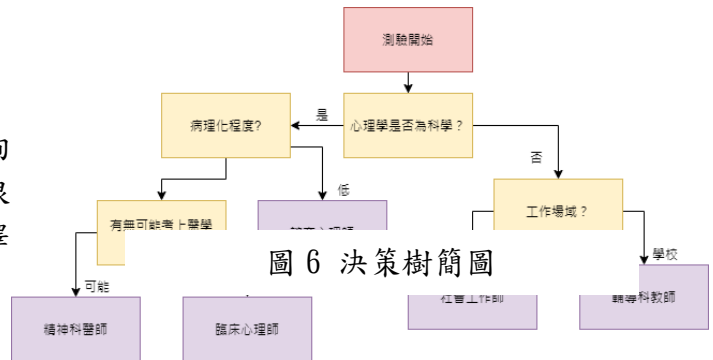 測驗開始
病理化程度?
是
心理學是否為科學？
否
低
工作場域？
有無可能考上醫學
圖 6 決策樹簡圖
學校
可能
社會工作師
輔導科教師
精神科醫師
臨床心理師